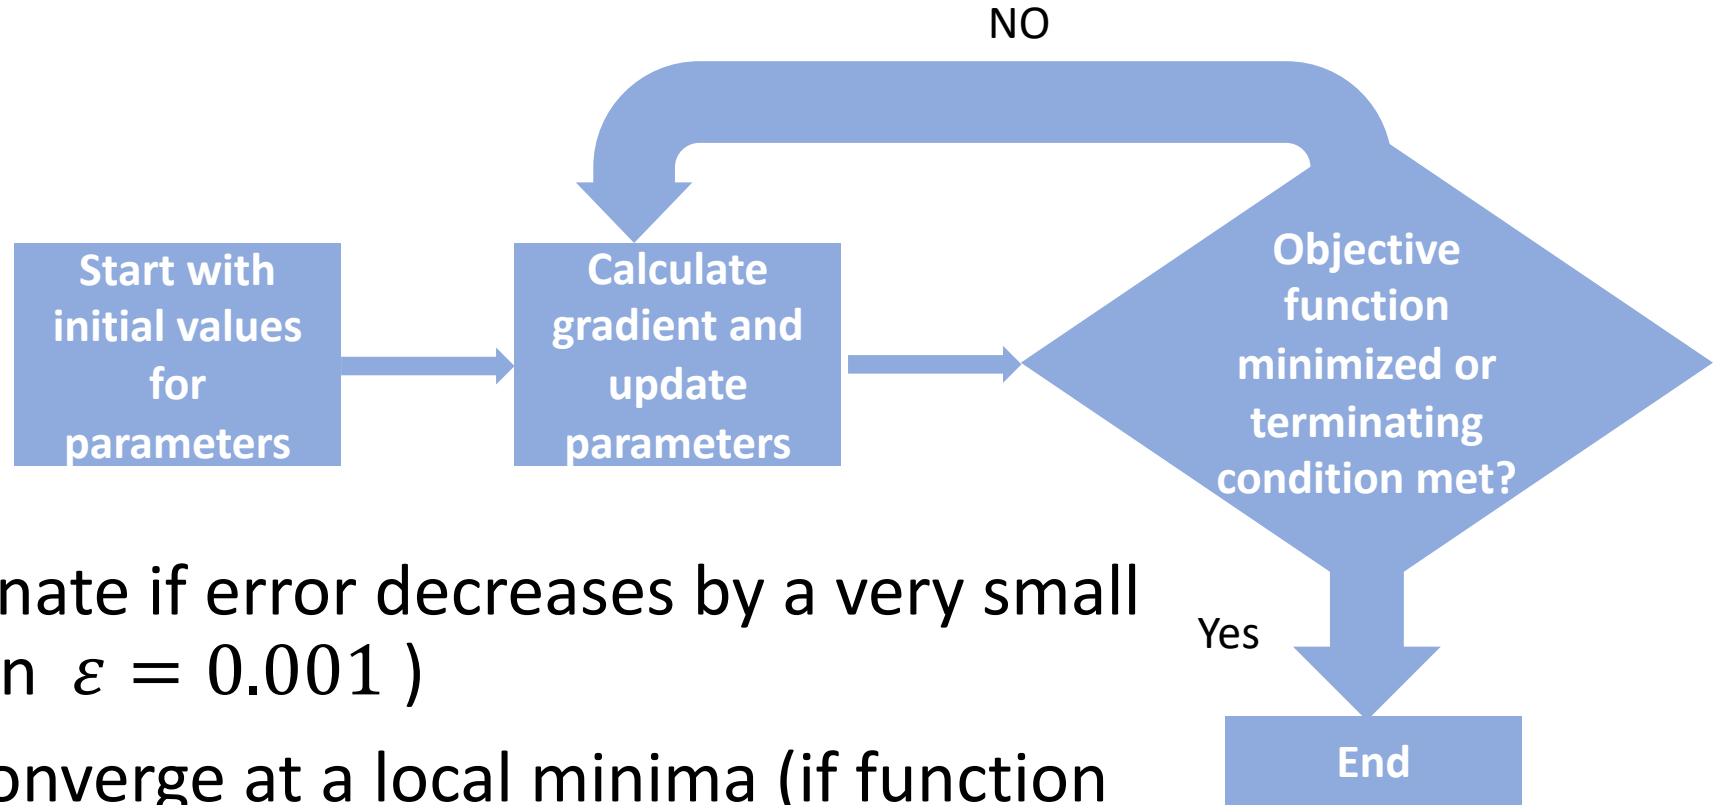 NO
Start with
initial values
for
parameters
Calculate
gradient and
update
parameters
Objective
function
minimized or
terminating
condition met?
Yes
End
nate if error decreases by a very small
n ε = 0.001 )
onverge at a local minima (if function